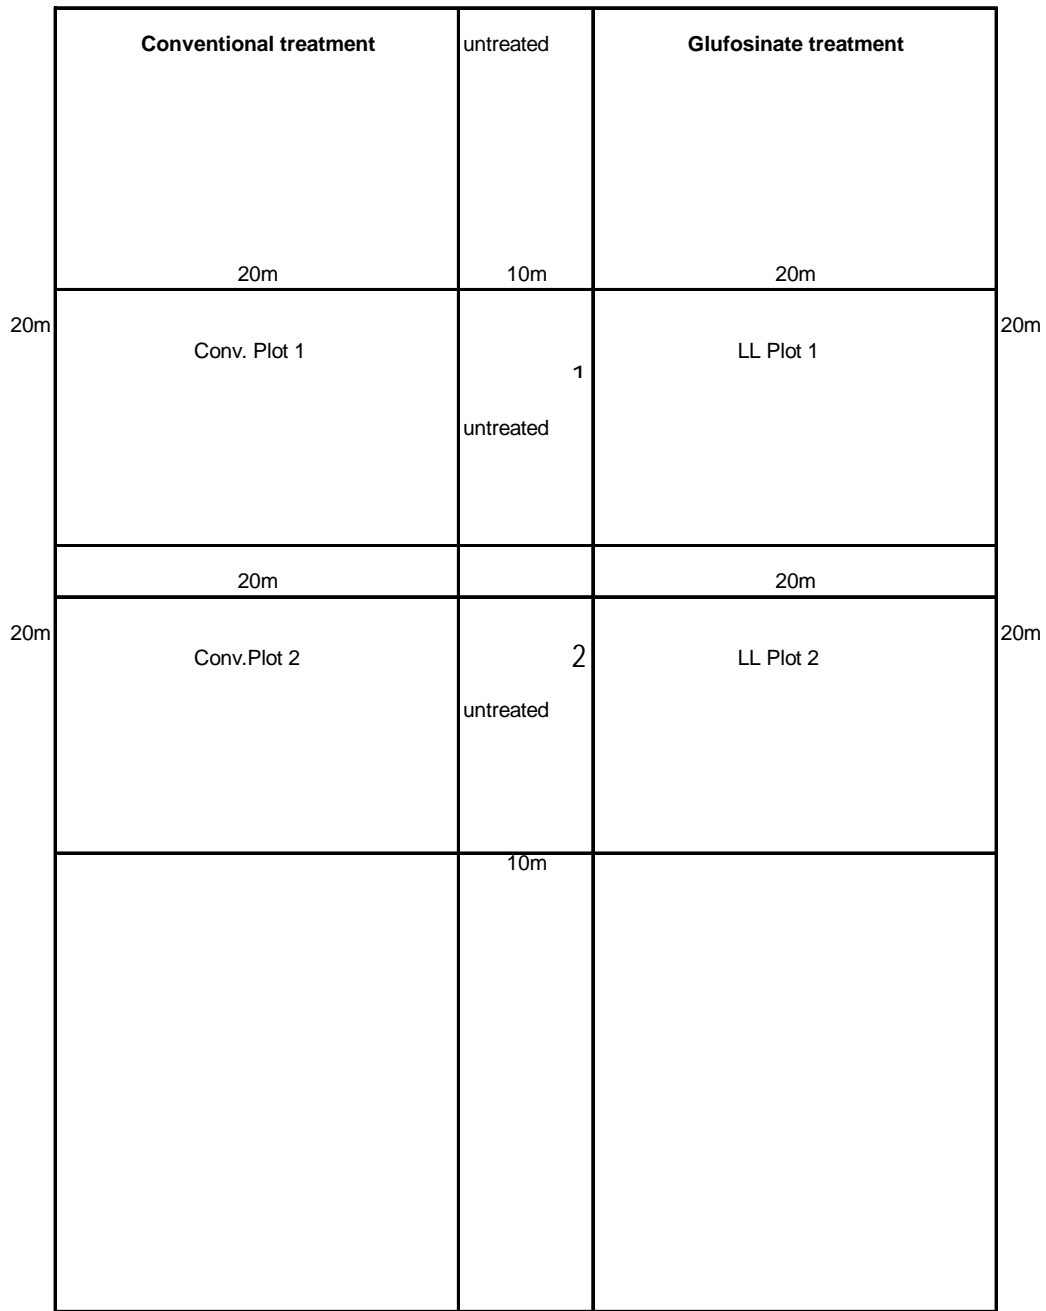 Conventional treatment untreated Glufosinate treatment
20m 10m 20m
20m 20m
Conv. Plot 1 LL Plot 1
1
untreated
20m 20m
20m 20m
Conv.Plot 2 2 LL Plot 2
untreated
10m